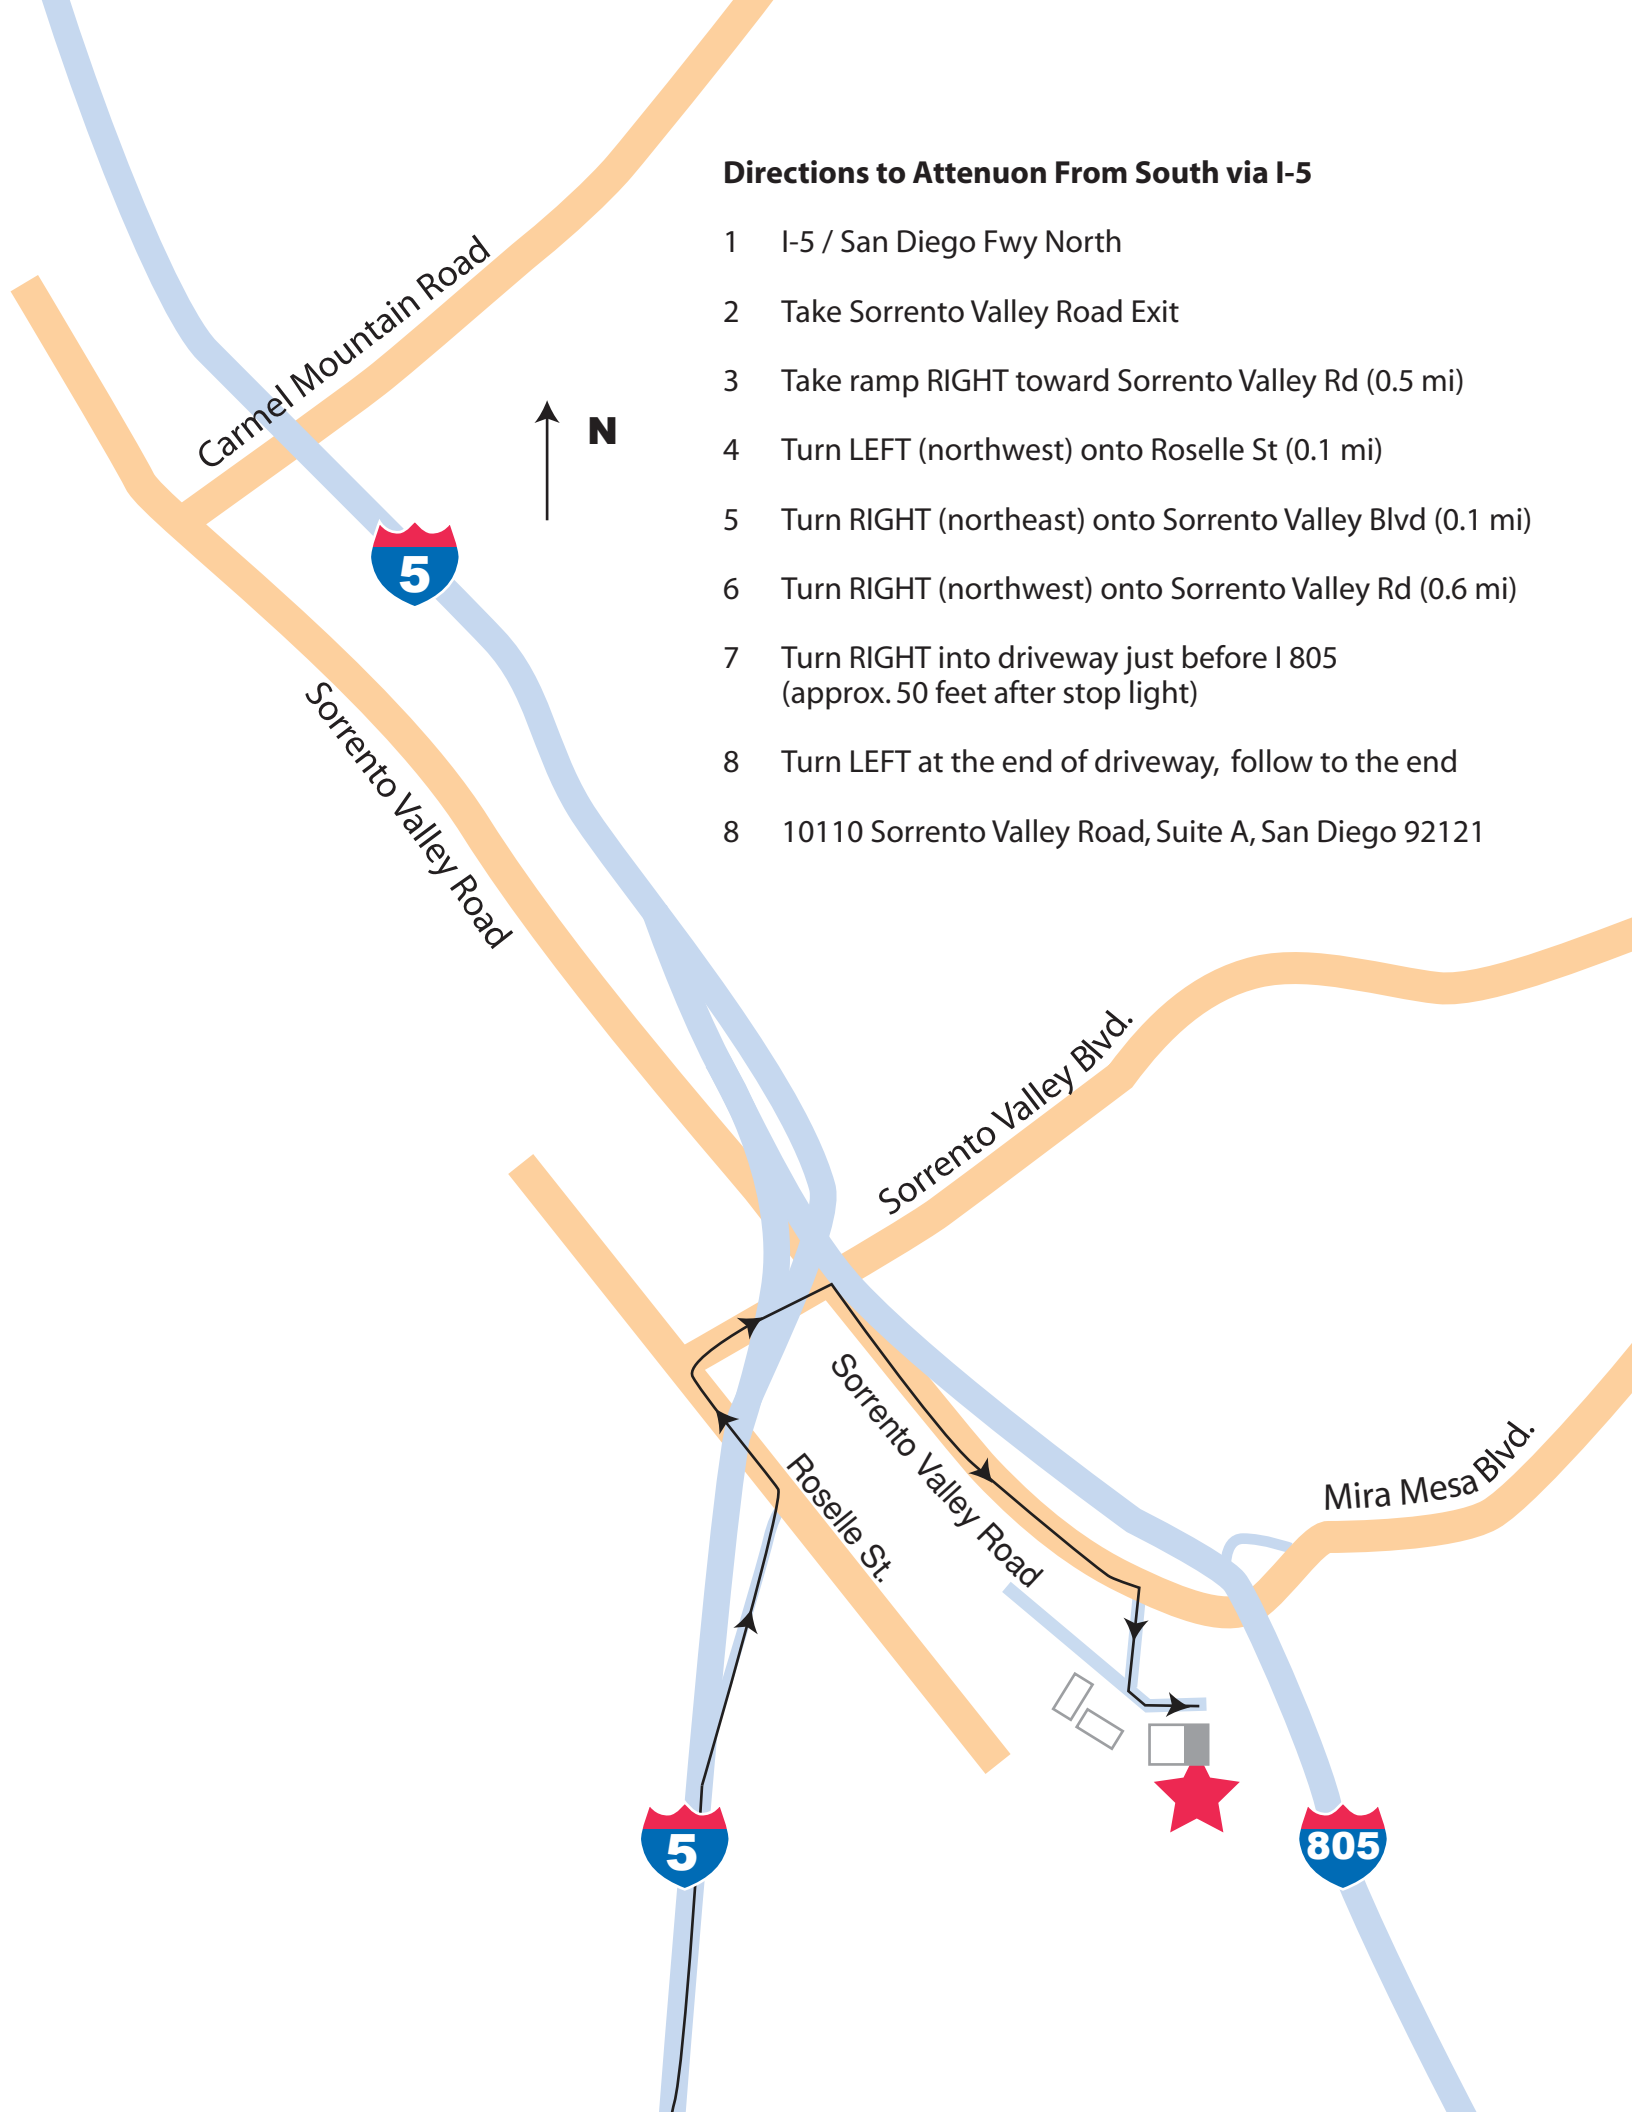 Directions to Attenuon From South via I-5
1 I-5 / San Diego Fwy North
2 Take Sorrento Valley Road Exit
3 Take ramp RIGHT toward Sorrento Valley Rd (0.5 mi)
4 Turn LEFT (northwest) onto Roselle St (0.1 mi)
5 Turn RIGHT (northeast) onto Sorrento Valley Blvd (0.1 mi)
6 Turn RIGHT (northwest) onto Sorrento Valley Rd (0.6 mi)
7 Turn RIGHT into driveway just before I 805
(approx. 50 feet after stop light)
8 Turn LEFT at the end of driveway, follow to the end
8 10110 Sorrento Valley Road, Suite A, San Diego 92121
Carmel Mountain Road
N
5
Sorrento Valley Road
Sorrento Valley Blvd.
Sorrento Valley Road
Roselle St.
Mira Mesa Blvd.
5
805